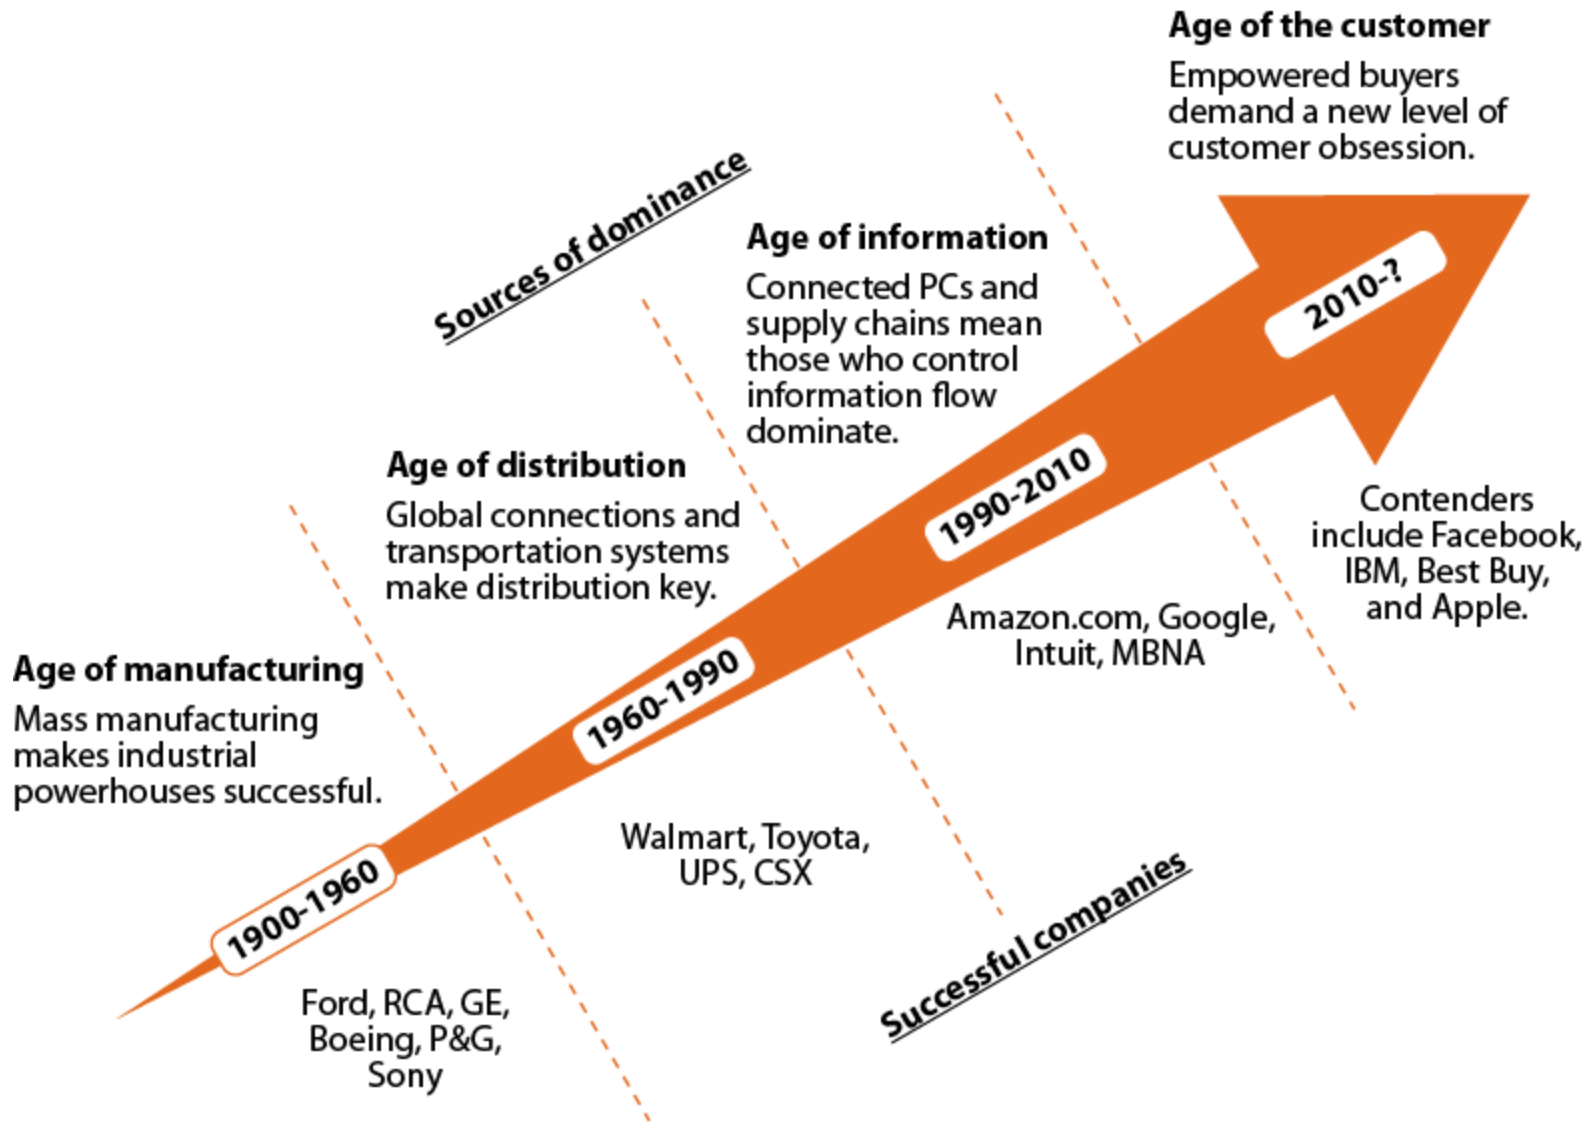 Age of the customer
Empowered buyers
demand a new level of
customer obsession.
Sources of dominance
Age of information
Connected PCs and
supply chains mean
those who control
information flow
dominate.
2010-?
Age of distribution
Global connections and
transportation systems
make distribution key.
1990-2010
Contenders
include Facebook,
IBM, Best Buy,
and Apple.
Amazon.com, Google,
Intuit, MBNA
Age of manufacturing
Mass manufacturing
makes industrial
powerhouses successful.
1960-1990
Walmart, Toyota,
UPS, CSX
Successful companies
1900-1960
Ford, RCA, GE,
Boeing, P&G,
Sony